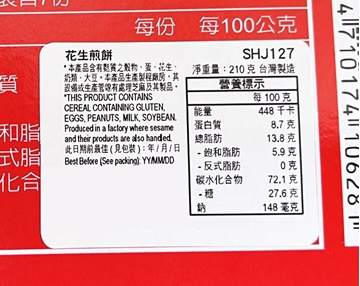 每份 每100公克
質
和脂
式脂
化合
花生煎餅
*本產品含有麩質之穀物、蛋、花生、
奶類、大豆。本產品生產製程廠房，其
設備或生產管線有處理芝麻及其製品。
*THIS PRODUCT CONTAINS
CEREAL CONTAINING GLUTEN,
EGGS, PEANUTS, MILK, SOYBEAN.
Produced in a factory where sesame
and their products are also handled.
此日期前最佳(見包裝)：年/月/日
Best Before (See packing): YY/MM/DD
SHJ127
淨重量：210 克 台灣製造
營養標示
每 100 克
能量 448 千卡
蛋白質 8.7 克
總脂肪 13.8 克
- 飽和脂肪 5.9 克
- 反式脂肪 0 克
碳水化合物 72.1 克
- 糖 27.6 克
鈉 148 毫克
4710174106281